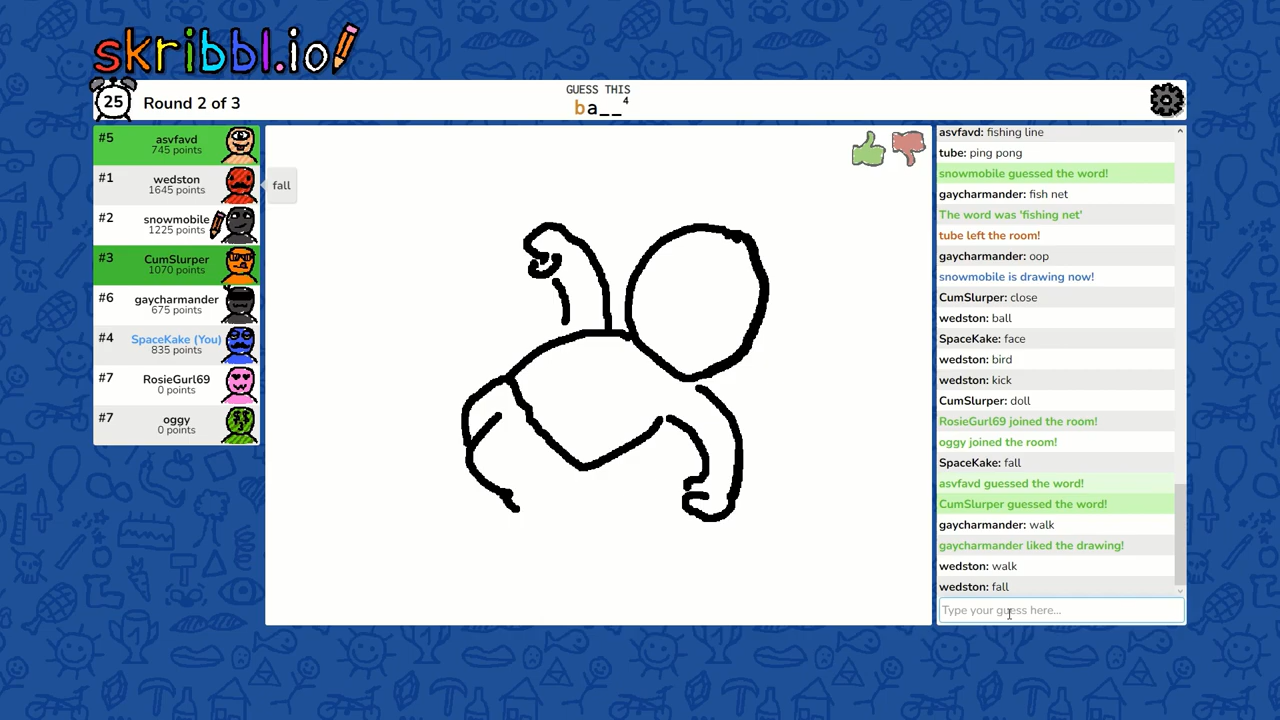 skribbl.io
25
Round 2 of 3
GUESS THIS
ba__ 4
#5
asvfavd
745 points
#1
wedston
1645 points
fall
#2
snowmobile
1225 points
#3
CumSlurper
1070 points
#6
gaycharmander
675 points
#4
SpaceKake (You)
835 points
#7
RosieGurl69
0 points
#7
oggy
0 points
asvfavd: fishing line
tube: ping pong
snowmobile guessed the word!
gaycharmander: fish net
The word was 'fishing net'
tube left the room!
gaycharmander: oop
snowmobile is drawing now!
CumSlurper: close
wedston: ball
SpaceKake: face
wedston: bird
wedston: kick
CumSlurper: doll
RosieGurl69 joined the room!
oggy joined the room!
SpaceKake: fall
asvfavd guessed the word!
CumSlurper guessed the word!
gaycharmander: walk
gaycharmander liked the drawing!
wedston: walk
wedston: fall
Type your guess here...